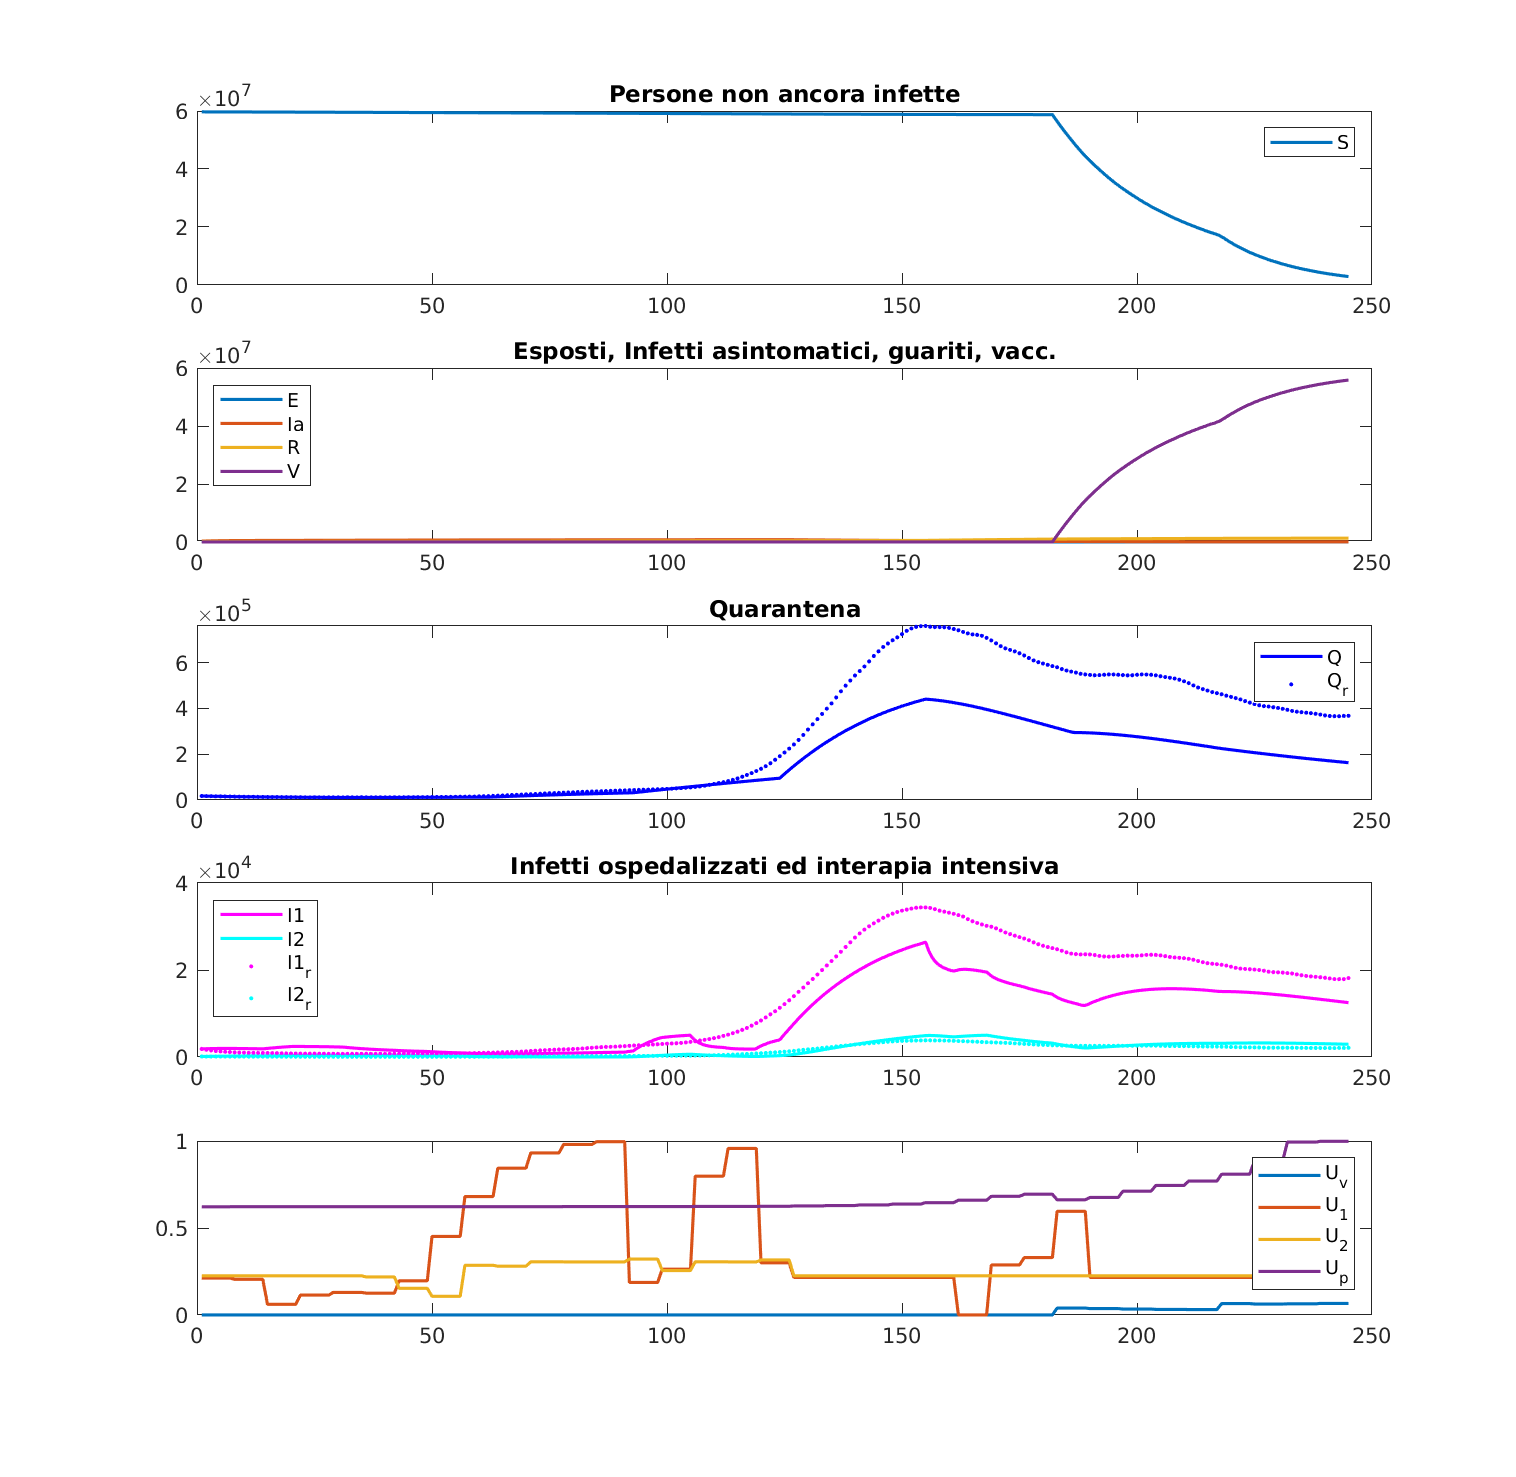 Persone non ancora infette
×10^7
6
4
2
0
0 50 100 150 200 250
S
Esposti, Infetti asintomatici, guariti, vacc.
×10^7
6
4
2
0
0 50 100 150 200 250
E
Ia
R
V
Quarantena
×10^5
6
4
2
0
0 50 100 150 200 250
Q
Q_r
Infetti ospedalizzati ed interapia intensiva
×10^4
4
2
0
0 50 100 150 200 250
I1
I2
I1_r
I2_r
1
0.5
0
0 50 100 150 200 250
U_v
U_1
U_2
U_p